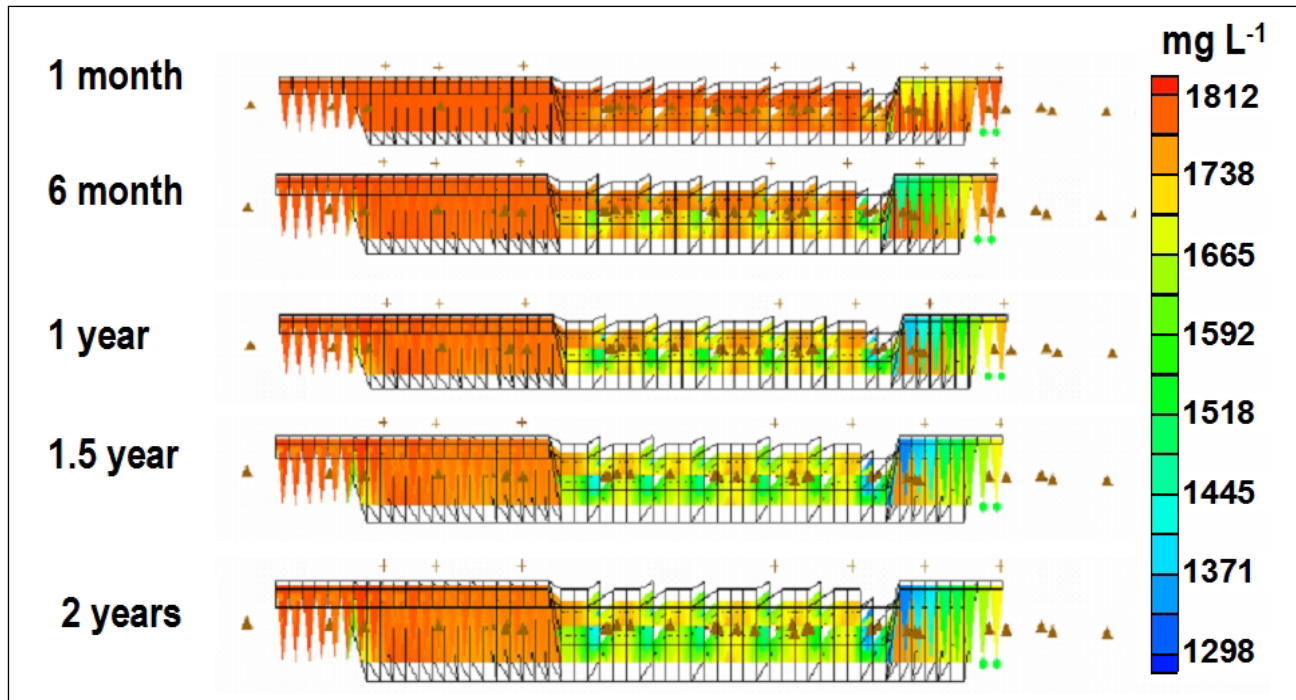 mg L-1
1 month
1812
1738
6 month
1665
1592
1 year
1518
1.5 year
1445
1371
2 years
1298